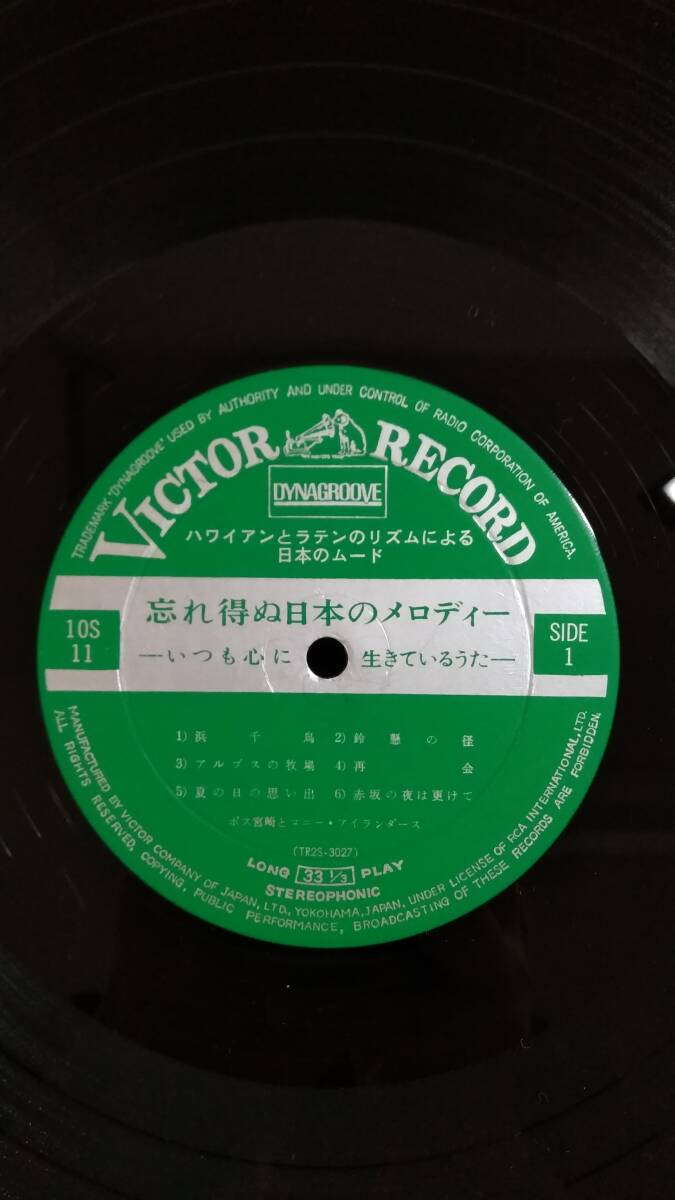 TRADEMARK "DYNAGROOVE" USED BY AUTHORITY AND UNDER CONTROL OF RADIO CORPORATION OF AMERICA.
VICTOR RECORD
DYNAGROOVE
ハワイアンとラテンのリズムによる
日本のムード
忘れ得ぬ日本のメロディー
10S
11
―いつも心に 生きているうた―
SIDE
1
1) 浜千鳥 2) 鈴懸の径
3) アルプスの牧場 4) 再会
5) 夏の日の思い出 6) 赤坂の夜は更けて
ポス宮崎とコニー・アイランダース
(TR2S-3027)
LONG 33 1/3 PLAY
STEREOPHONIC
MANUFACTURED BY VICTOR COMPANY OF JAPAN, LTD., YOKOHAMA, JAPAN, UNDER LICENSE OF RCA INTERNATIONAL, LTD.
ALL RIGHTS RESERVED, COPYING, PUBLIC PERFORMANCE, BROADCASTING OF THESE RECORDS ARE FORBIDDEN.